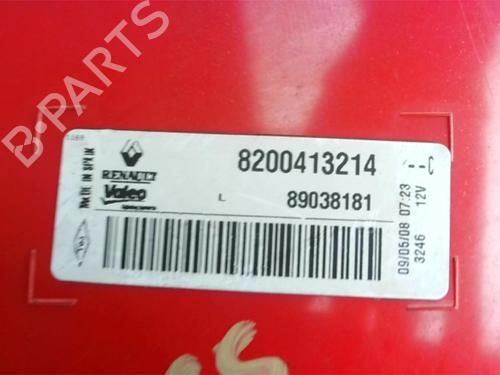 B-PARTS
MADE IN SPAIN
RENAULT
Valeo
8200413214
--C
L
89038181
09/05/08 07:23
3246 12V